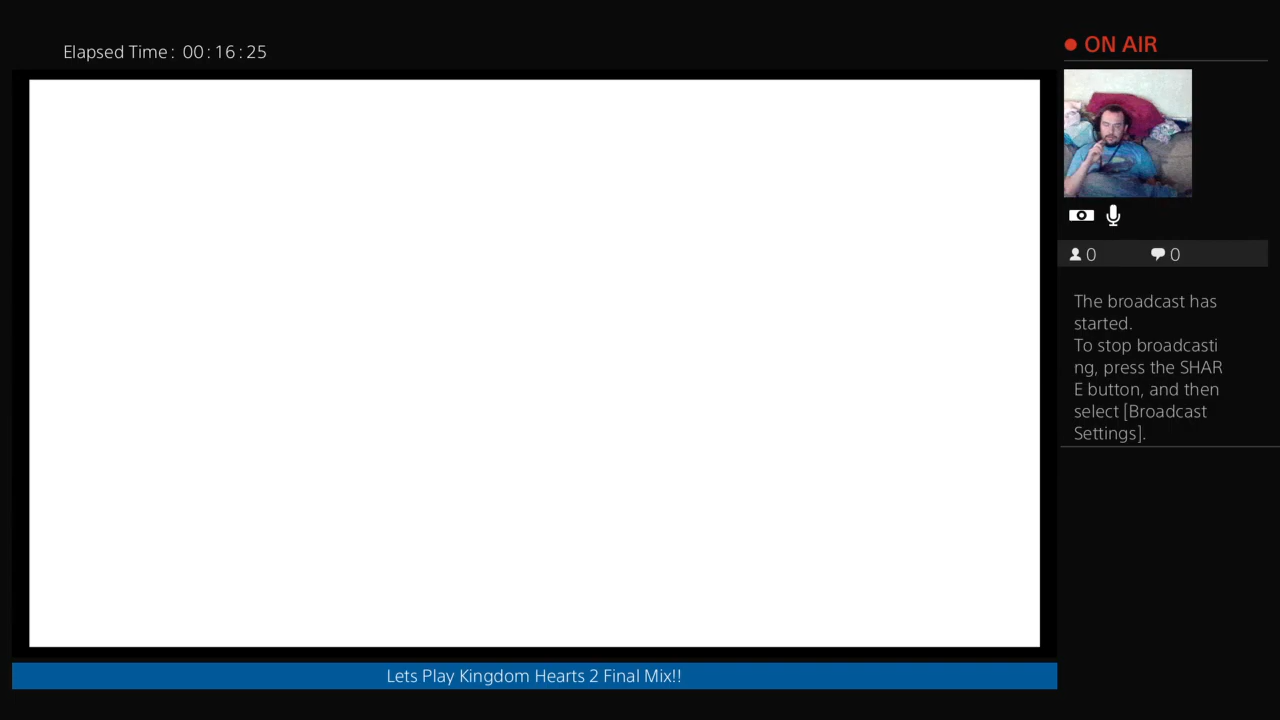 Elapsed Time: 00:16:25
ON AIR
0 0
The broadcast has
started.
To stop broadcasti
ng, press the SHAR
E button, and then
select [Broadcast
Settings].
Lets Play Kingdom Hearts 2 Final Mix!!